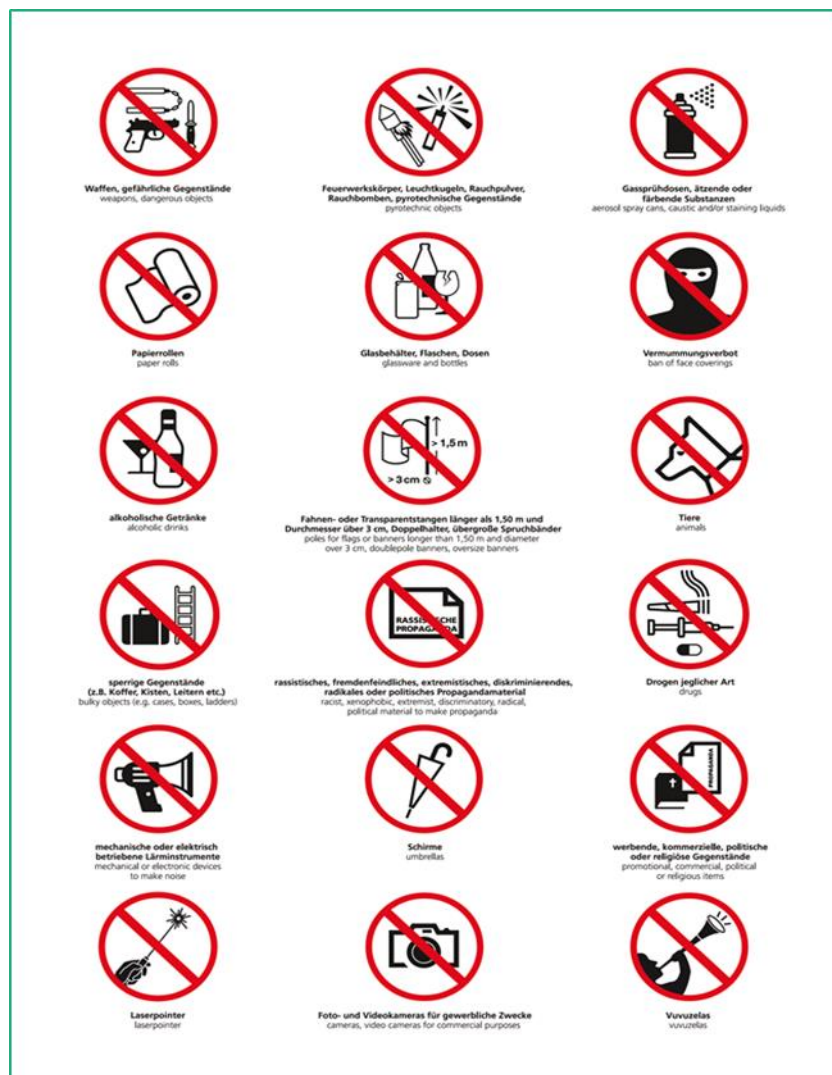 Waffen, gefährliche Gegenstände
weapons, dangerous objects
Feuerwerkskörper, Leuchtkugeln, Rauchpulver,
Rauchbomben, pyrotechnische Gegenstände
pyrotechnic objects
Gassprühdosen, ätzende oder
färbende Substanzen
aerosol spray cans, caustic and/or staining liquids
Papierrollen
paper rolls
Glasbehälter, Flaschen, Dosen
glassware and bottles
Vermummungsverbot
ban of face coverings
alkoholische Getränke
alcoholic drinks
> 1,5 m
> 3 cm
Fahnen- oder Transparentstangen länger als 1,50 m und
Durchmesser über 3 cm, Doppelhalter, übergroße Spruchbänder
poles for flags or banners longer than 1,50 m and diameter
over 3 cm, doublepole banners, oversize banners
Tiere
animals
sperrige Gegenstände
(z.B. Koffer, Kisten, Leitern etc.)
bulky objects (e.g. cases, boxes, ladders)
RASSISTISCHE
PROPAGANDA
rassistisches, fremdenfeindliches, extremistisches, diskriminierendes,
radikales oder politisches Propagandamaterial
racist, xenophobic, extremist, discriminatory, radical,
political material to make propaganda
Drogen jeglicher Art
drugs
mechanische oder elektrisch
betriebene Lärminstrumente
mechanical or electronic devices
to make noise
Schirme
umbrellas
PROPAGANDA
werbende, kommerzielle, politische
oder religiöse Gegenstände
promotional, commercial, political
or religious items
Laserpointer
laserpointer
Foto- und Videokameras für gewerbliche Zwecke
cameras, video cameras for commercial purposes
Vuvuzelas
vuvuzelas